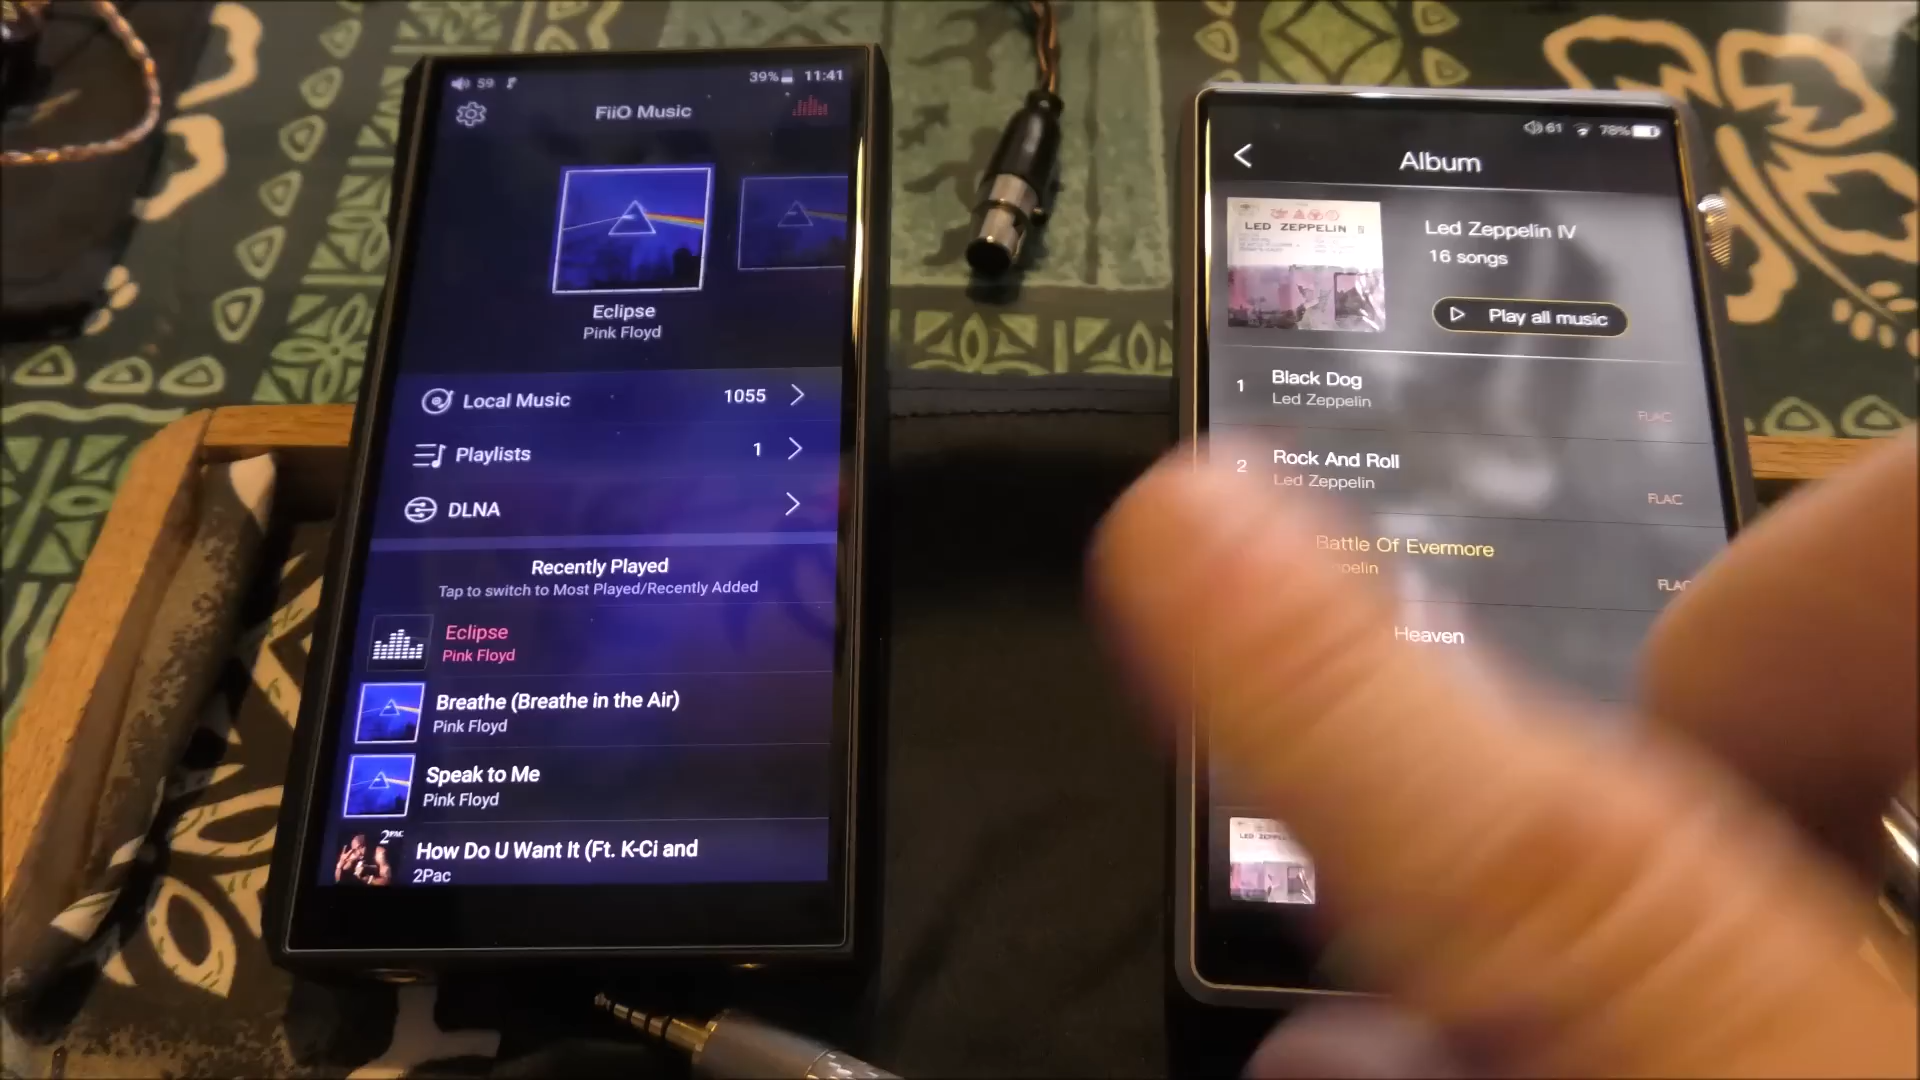 59
39%
11:41
FiiO Music
Eclipse
Pink Floyd
Local Music
1055
Playlists
1
DLNA
Recently Played
Tap to switch to Most Played/Recently Added
Eclipse
Pink Floyd
Breathe (Breathe in the Air)
Pink Floyd
Speak to Me
Pink Floyd
2PAC
How Do U Want It (Ft. K-Ci and
2Pac
61
78%
Album
LED ZEPPELIN
Led Zeppelin IV
16 songs
Play all music
1
Black Dog
Led Zeppelin
FLAC
2
Rock And Roll
Led Zeppelin
FLAC
Battle Of Evermore
ppelin
FLAC
Heaven